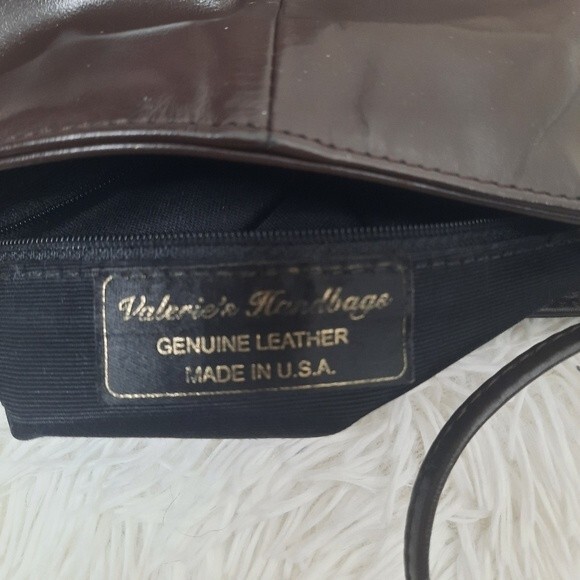 Valerie's Handbags
GENUINE LEATHER
MADE IN U.S.A.